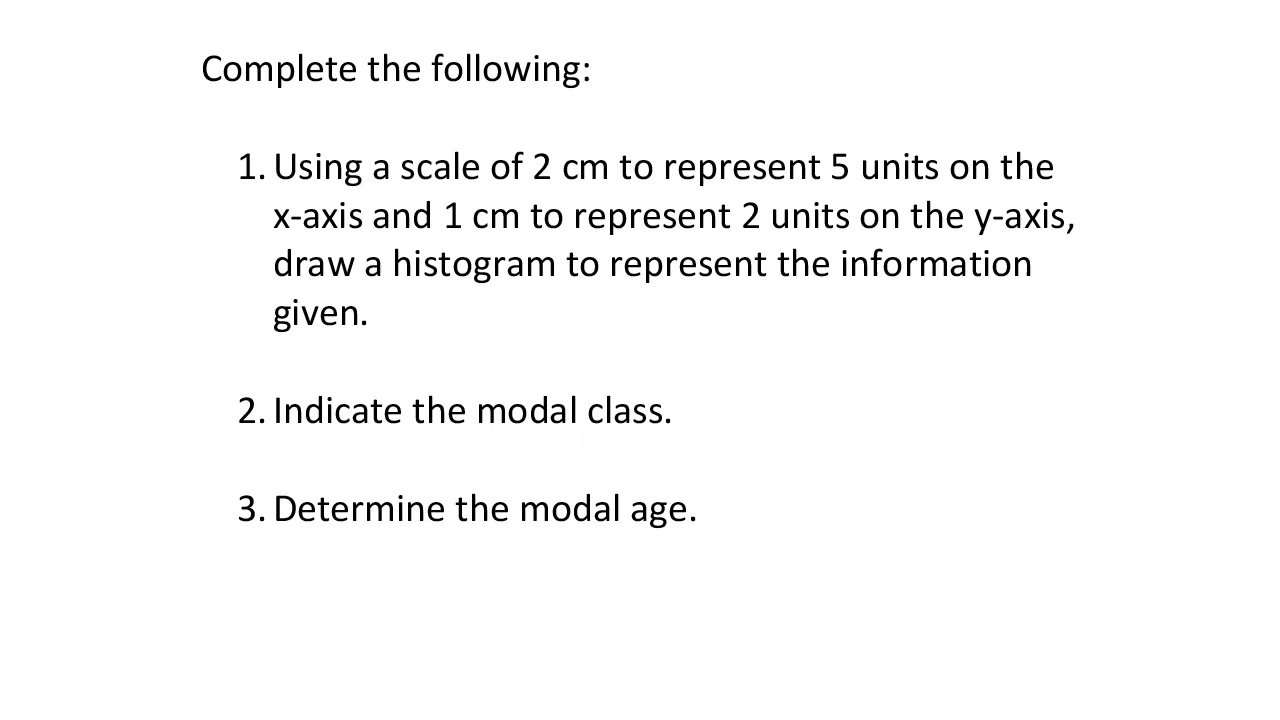 Complete the following:
1. Using a scale of 2 cm to represent 5 units on the
x-axis and 1 cm to represent 2 units on the y-axis,
draw a histogram to represent the information
given.
2. Indicate the modal class.
3. Determine the modal age.